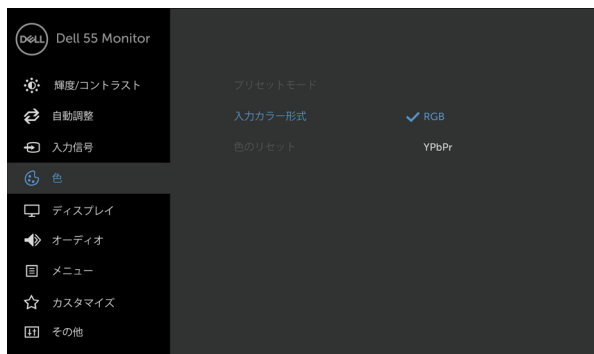 DELL Dell 55 Monitor
輝度/コントラスト
自動調整
入力信号
色
ディスプレイ
オーディオ
メニュー
カスタマイズ
その他
プリセットモード
入力カラー形式 RGB
色のリセット YPbPr